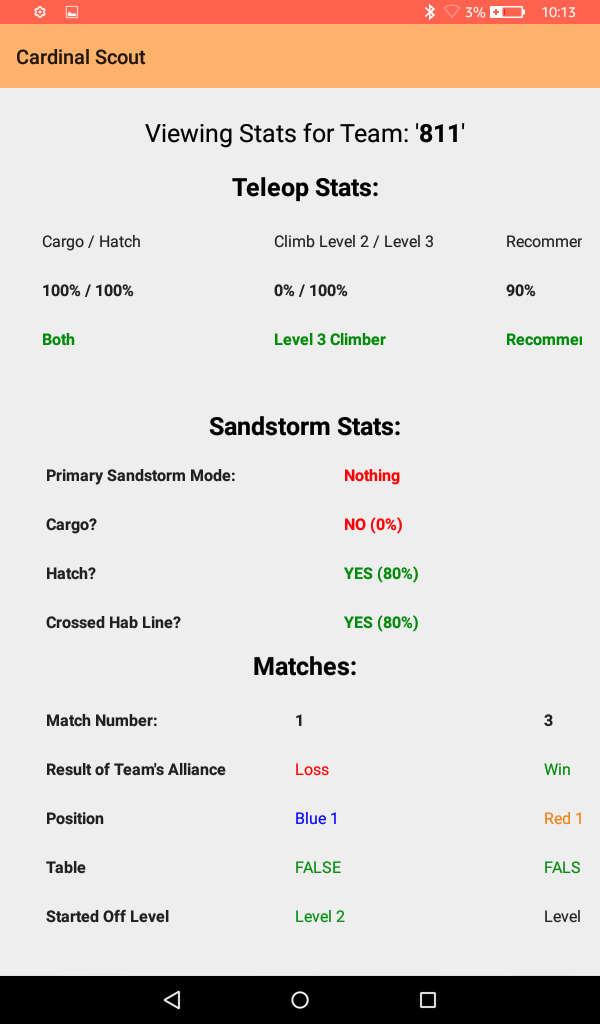 3% 10:13
Cardinal Scout
Viewing Stats for Team: '811'
Teleop Stats:
Cargo / Hatch Climb Level 2 / Level 3 Recommer
100% / 100% 0% / 100% 90%
Both Level 3 Climber Recommer
Sandstorm Stats:
Primary Sandstorm Mode: Nothing
Cargo? NO (0%)
Hatch? YES (80%)
Crossed Hab Line? YES (80%)
Matches:
Match Number: 1 3
Result of Team's Alliance Loss Win
Position Blue 1 Red 1
Table FALSE FALS
Started Off Level Level 2 Level